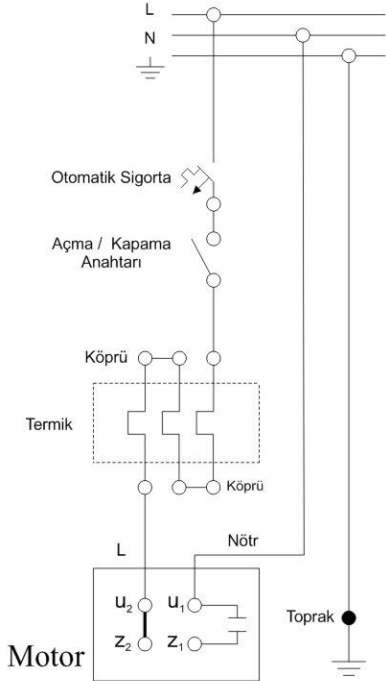 L
N
Otomatik Sigorta
Açma / Kapama
Anahtarı
Köprü
Termik
Köprü
L
Nötr
u2
u1
z2
z1
Motor
Toprak